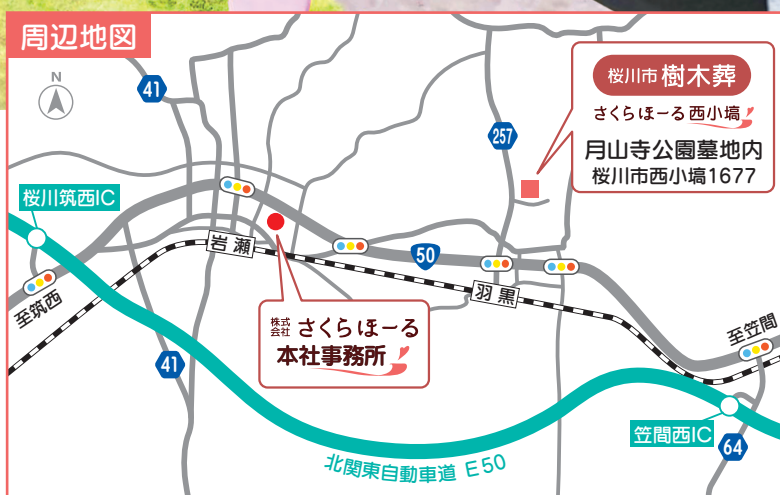 周辺地図
N
41
257
桜川市 樹木葬
さくらほーる 西小塙
月山寺公園墓地内
桜川市西小塙1677
桜川筑西IC
岩瀬
50
羽黒
至筑西
株式会社 さくらほーる
本社事務所
至笠間
41
笠間西IC
64
北関東自動車道 E50